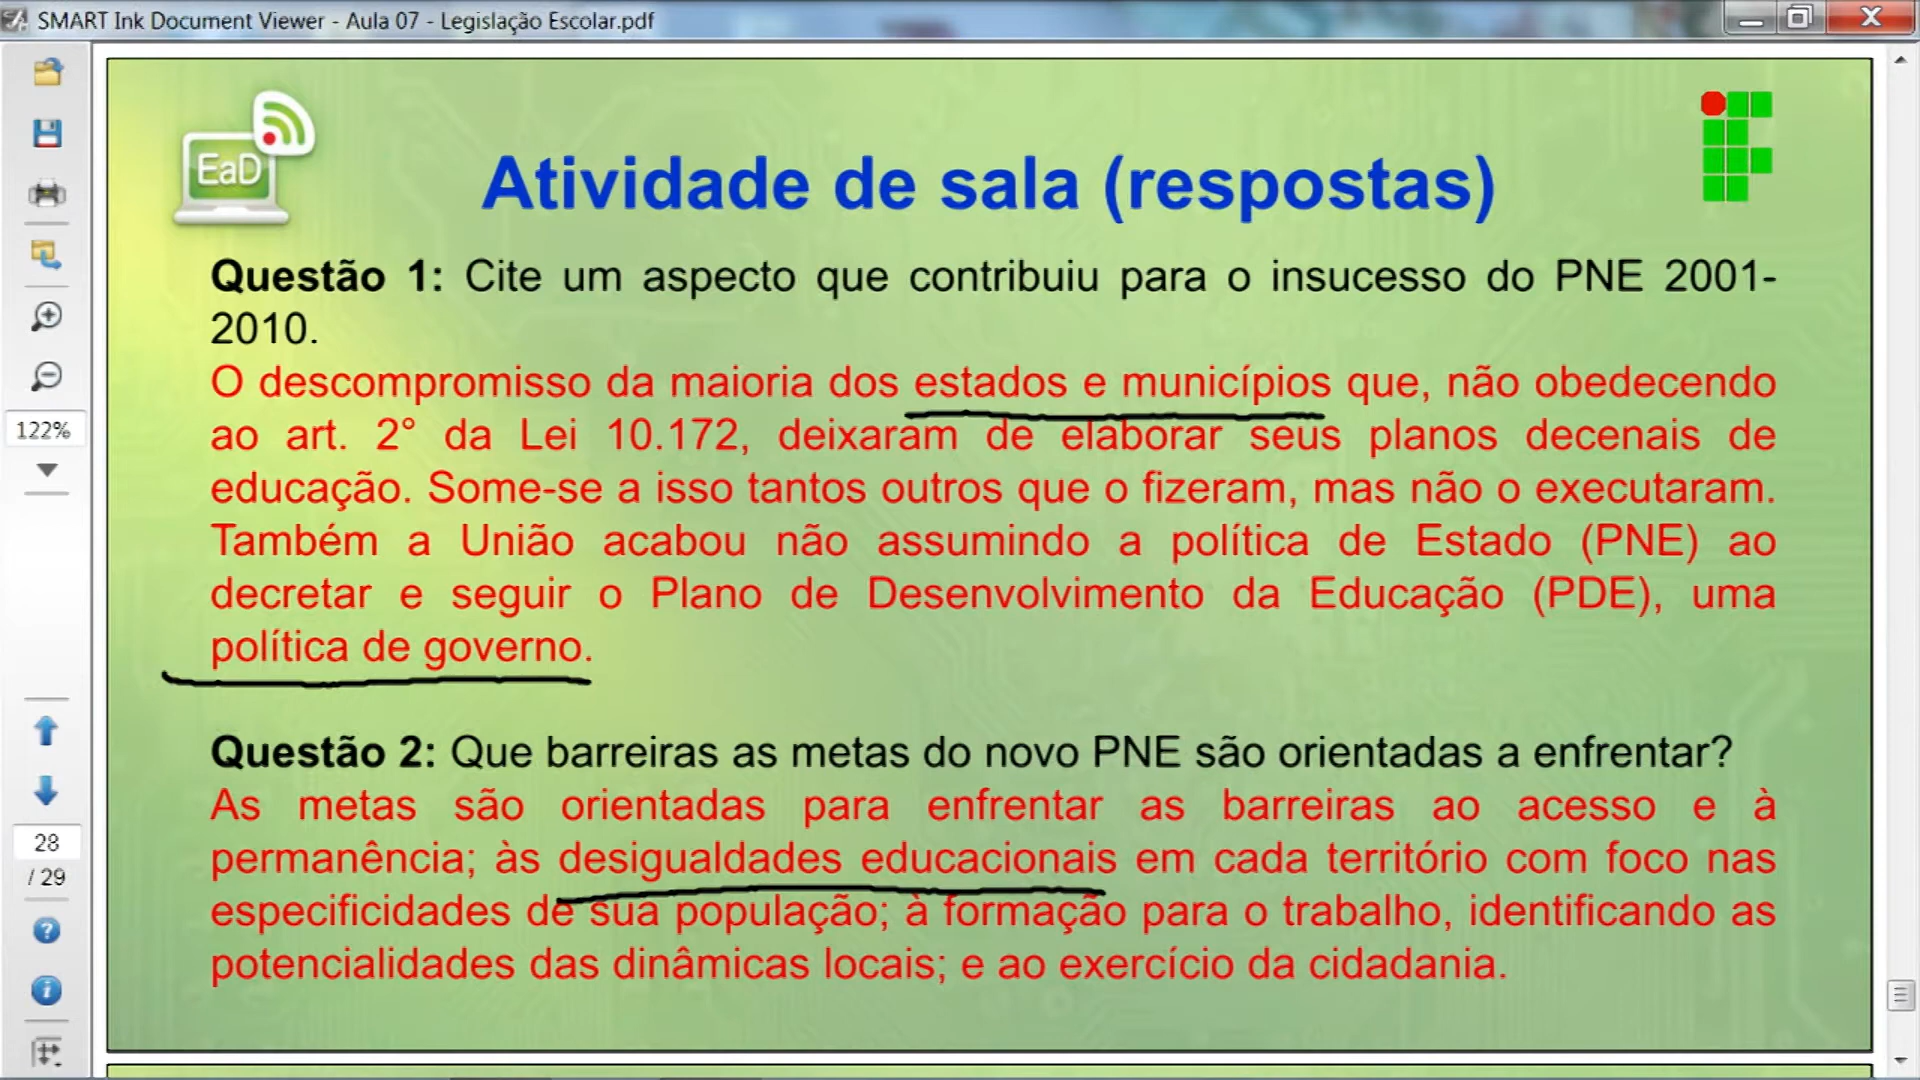 SMART Ink Document Viewer - Aula 07 - Legislação Escolar.pdf
EaD
Atividade de sala (respostas)
Questão 1: Cite um aspecto que contribuiu para o insucesso do PNE 2001-
2010.
O descompromisso da maioria dos estados e municípios que, não obedecendo
ao art. 2° da Lei 10.172, deixaram de elaborar seus planos decenais de
educação. Some-se a isso tantos outros que o fizeram, mas não o executaram.
Também a União acabou não assumindo a política de Estado (PNE) ao
decretar e seguir o Plano de Desenvolvimento da Educação (PDE), uma
política de governo.
Questão 2: Que barreiras as metas do novo PNE são orientadas a enfrentar?
As metas são orientadas para enfrentar as barreiras ao acesso e à
permanência; às desigualdades educacionais em cada território com foco nas
especificidades de sua população; à formação para o trabalho, identificando as
potencialidades das dinâmicas locais; e ao exercício da cidadania.
122%
28
/ 29